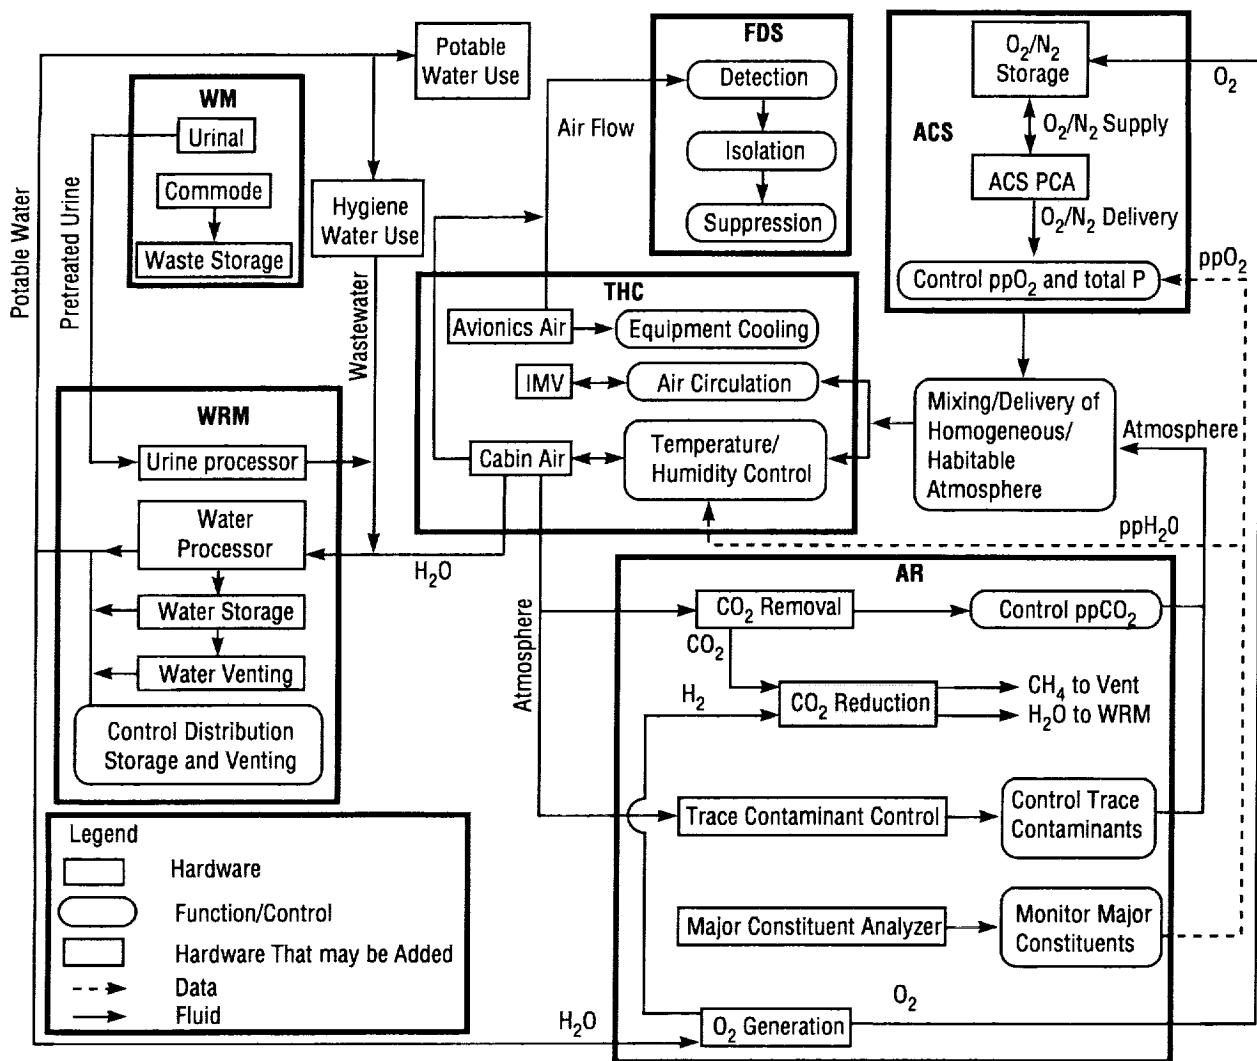 Potable
Water Use
WM
Urinal
Commode
Waste Storage
Potable Water
Pretreated Urine
Hygiene
Water Use
Wastewater
Air Flow
FDS
Detection
Isolation
Suppression
ACS
O₂/N₂
Storage
O₂
O₂/N₂ Supply
ACS PCA
O₂/N₂ Delivery
Control ppO₂ and total P
ppO₂
THC
Avionics Air
Equipment Cooling
IMV
Air Circulation
Cabin Air
Temperature/
Humidity Control
Mixing/Delivery of
Homogeneous/
Habitable
Atmosphere
Atmosphere
ppH₂0
WRM
Urine processor
Water
Processor
H₂O
Water Storage
Water Venting
Control Distribution
Storage and Venting
Atmosphere
AR
CO₂ Removal
Control ppCO₂
CO₂
H₂
CO₂ Reduction
CH₄ to Vent
H₂O to WRM
Trace Contaminant Control
Control Trace
Contaminants
Major Constituent Analyzer
Monitor Major
Constituents
O₂ Generation
O₂
H₂O
Legend
Hardware
Function/Control
Hardware That may be Added
Data
Fluid